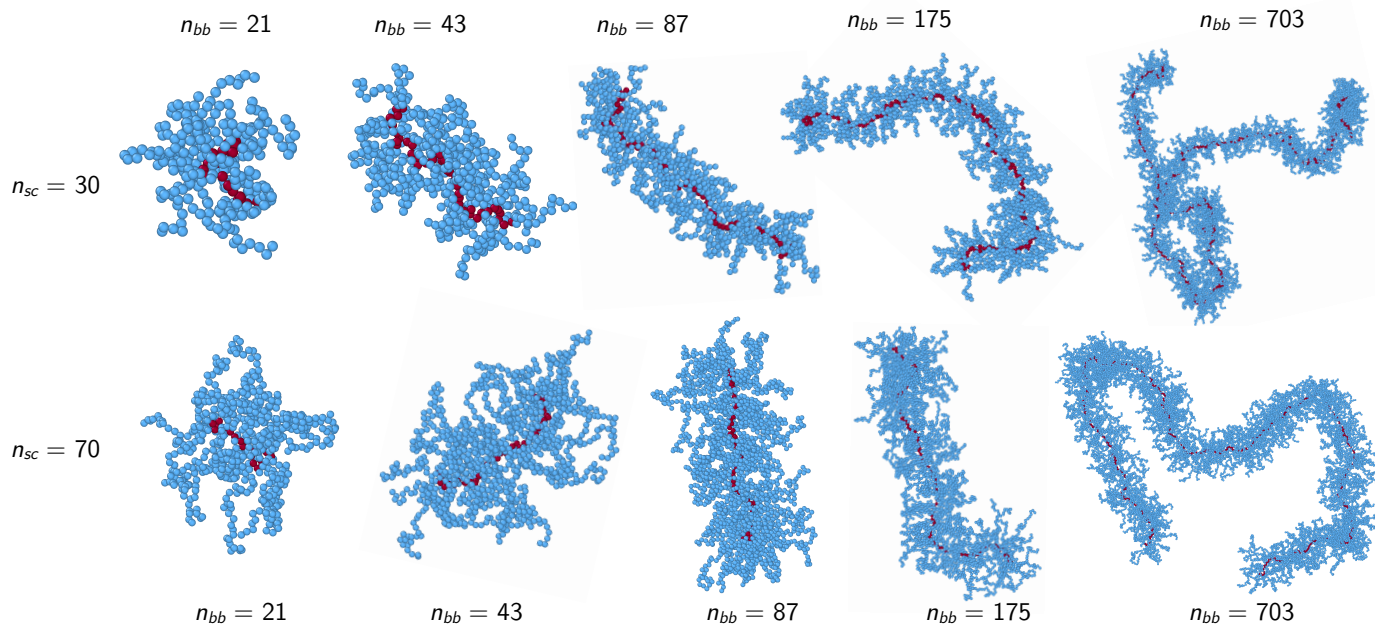 n_bb = 21 n_bb = 43 n_bb = 87 n_bb = 175 n_bb = 703
n_sc = 30
n_sc = 70
n_bb = 21 n_bb = 43 n_bb = 87 n_bb = 175 n_bb = 703